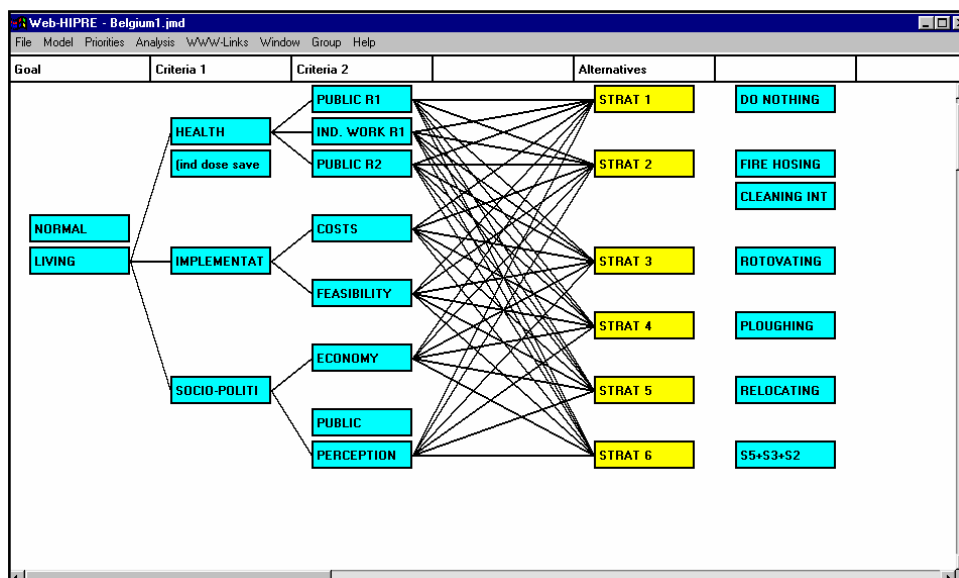 Web-HIPRE - Belgium1.jmd
File Model Priorities Analysis WWW-Links Window Group Help
Goal Criteria 1 Criteria 2 Alternatives
PUBLIC R1 STRAT 1 DO NOTHING
HEALTH IND. WORK R1
(ind dose save PUBLIC R2 STRAT 2 FIRE HOSING
CLEANING INT
NORMAL COSTS
LIVING IMPLEMENTAT STRAT 3 ROTOVATING
FEASIBILITY
STRAT 4 PLOUGHING
ECONOMY
SOCIO-POLITI STRAT 5 RELOCATING
PUBLIC
PERCEPTION STRAT 6 S5+S3+S2